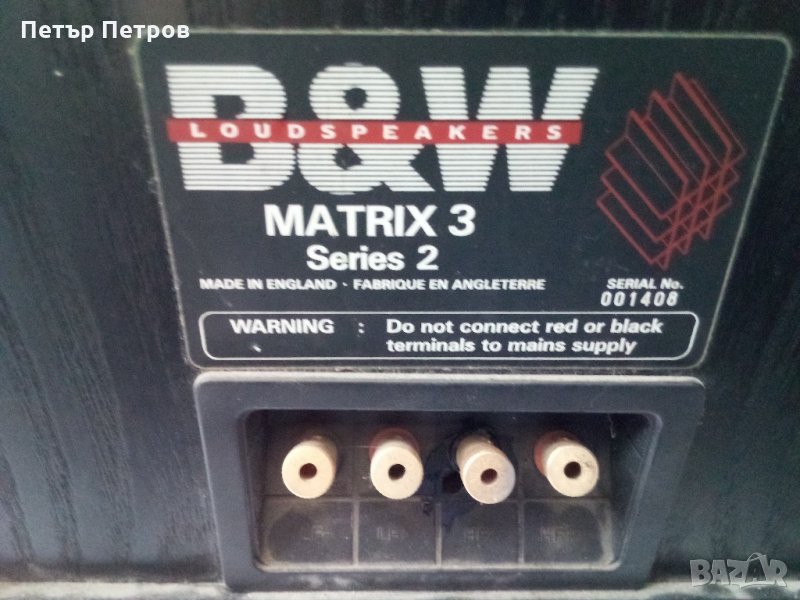 Петър Петров
B&W
LOUDSPEAKERS
MATRIX 3
Series 2
MADE IN ENGLAND · FABRIQUE EN ANGLETERRE
SERIAL No.
001408
WARNING : Do not connect red or black
terminals to mains supply
BAZAR